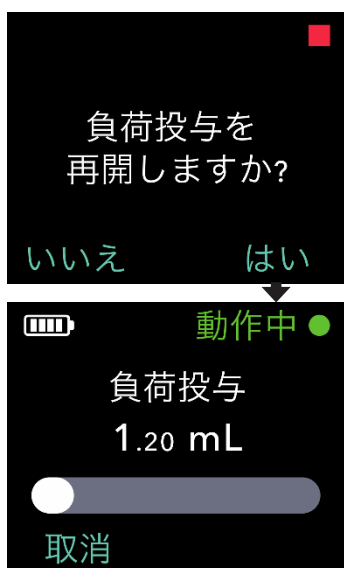 負荷投与を
再開しますか?
いいえ はい
動作中
負荷投与
1.20 mL
取消